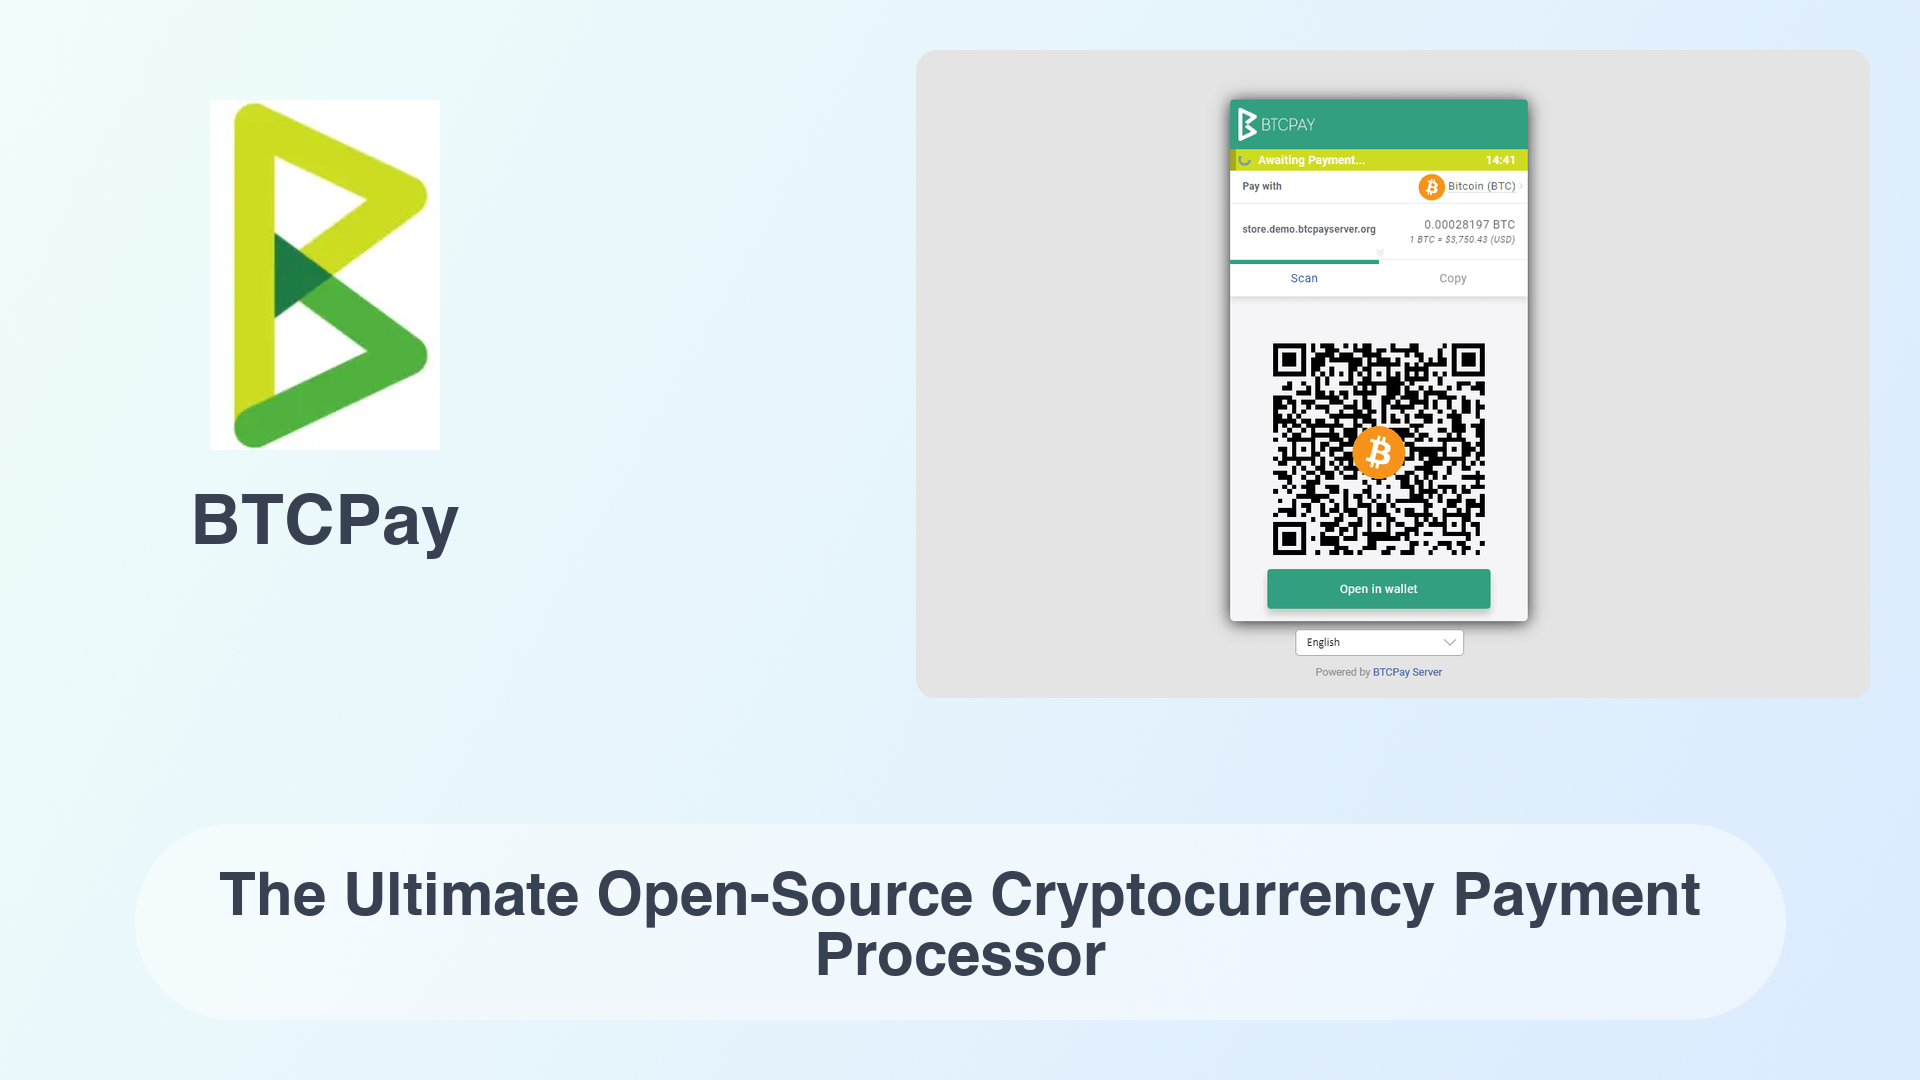 BTCPay
BTCPAY
Awaiting Payment...
14:41
Pay with
Bitcoin (BTC)
store.demo.btcpayserver.org
0.00028197 BTC
1 BTC = $3,750.43 (USD)
Scan
Copy
Open in wallet
English
Powered by BTCPay Server
The Ultimate Open-Source Cryptocurrency Payment
Processor